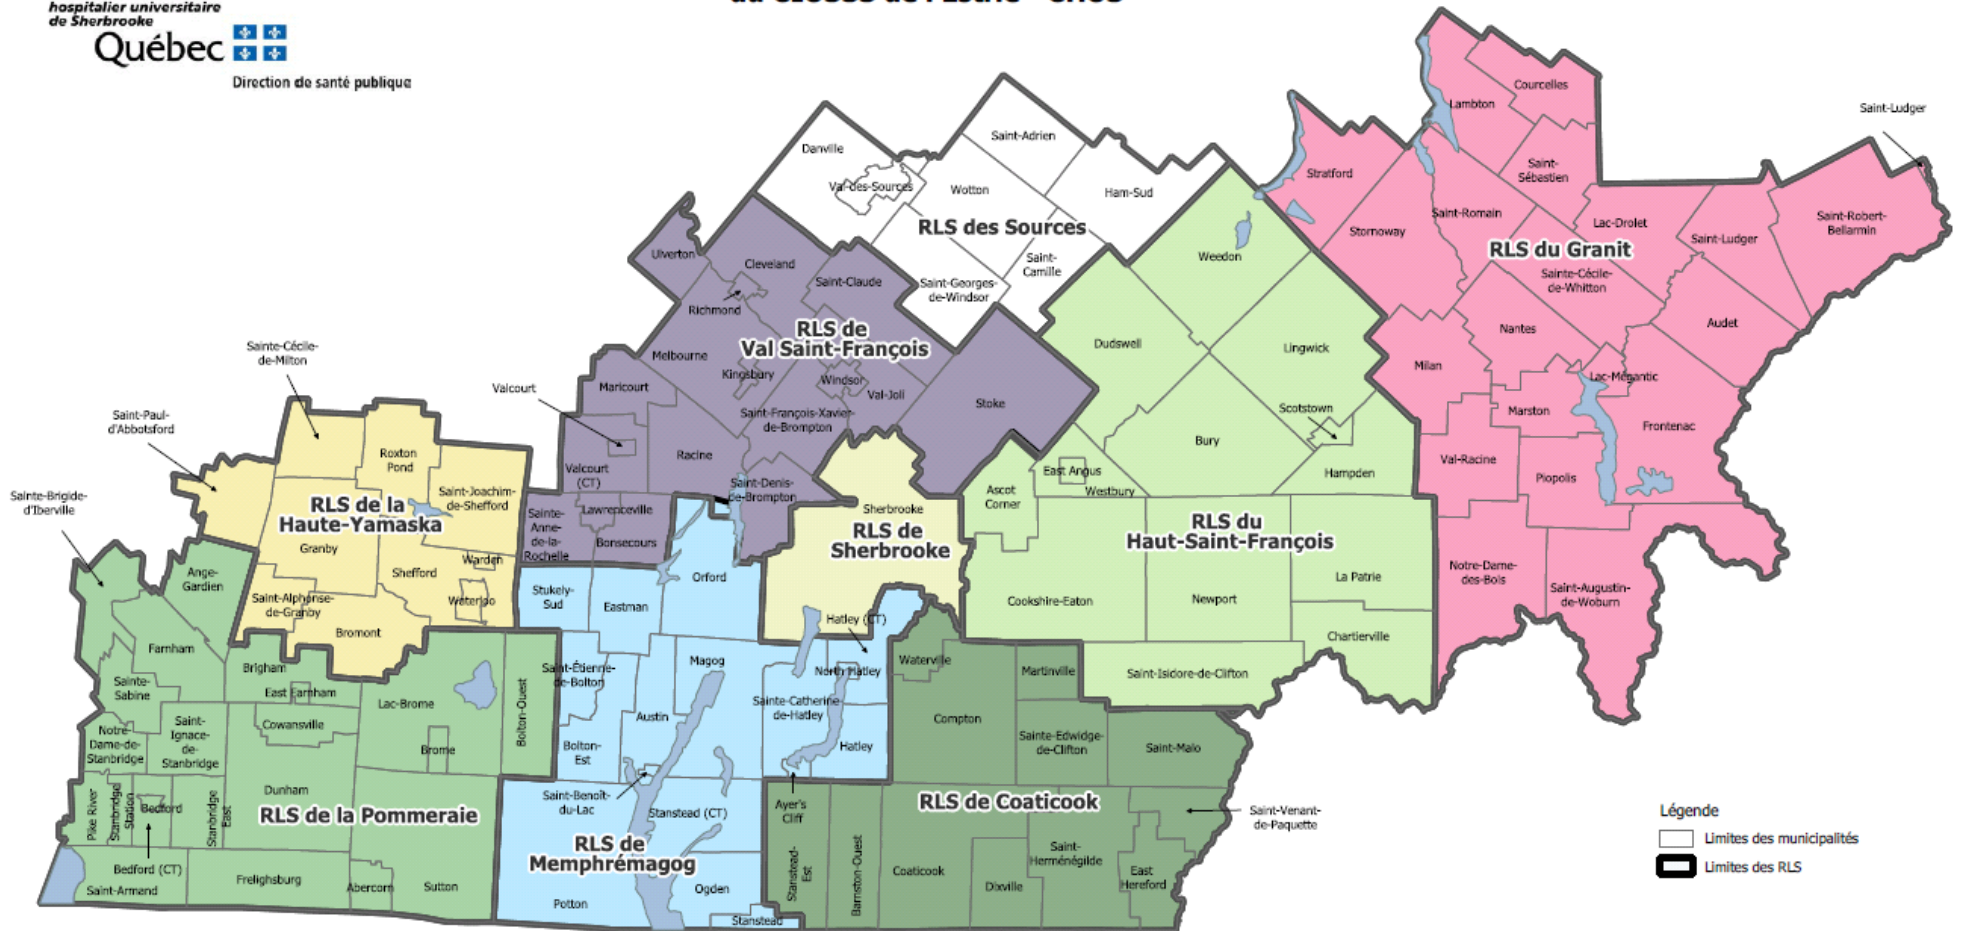 hospitalier universitaire
de Sherbrooke
Québec
Direction de santé publique
du CIUSSS de l'Estrie - CHUS
Saint-Ludger
Courcelles
Lambton
Saint-
Sébastien
Stratford
Saint-Romain
Lac-Drolet
Saint-Robert-
Bellarmin
Stornoway
Saint-Ludger
RLS du Granit
Sainte-Cécile-
de-Whitton
Nantes
Audet
Milan
Lac-Mégantic
Marston
Frontenac
Val-Racine
Piopolis
Notre-Dame-
des-Bois
Saint-Augustin-
de-Woburn
Danville
Saint-Adrien
Val-des-Sources
Wotton
Ham-Sud
RLS des Sources
Saint-
Camille
Saint-Georges-
de-Windsor
Ulverton
Cleveland
Saint-Claude
Richmond
RLS de
Val Saint-François
Melbourne
Kingsbury
Windsor
Val-Joli
Maricourt
Stoke
Valcourt
Saint-François-Xavier-
de-Brompton
Racine
Valcourt
(CT)
Saint-Denis-
de-Brompton
Lawrenceville
Sainte-
Anne-
de-la-
Rochelle
Bonsecours
Weedon
Dudswell
Lingwick
Scotstown
Bury
East Angus
Westbury
Hampden
Ascot
Corner
RLS du
Haut-Saint-François
La Patrie
Cookshire-Eaton
Newport
Chartierville
Saint-Isidore-de-Clifton
Sherbrooke
RLS de
Sherbrooke
Sainte-Cécile-
de-Milton
Saint-Paul-
d'Abbotsford
Roxton
Pond
Saint-Joachim-
de-Shefford
RLS de la
Haute-Yamaska
Granby
Warden
Shefford
Saint-Alphonse-
de-Granby
Waterloo
Bromont
Sainte-Brigide-
d'Iberville
Ange-
Gardien
Farnham
Brigham
Sainte-
Sabine
East Farnham
Lac-Brome
Bolton-Ouest
Notre-
Dame-de-
Stanbridge
Saint-
Ignace-
de-
Stanbridge
Cowansville
Brome
Pike River
Stanbridge
Station
Bedford
Stanbridge
East
Dunham
RLS de la Pommeraie
Bedford (CT)
Saint-Armand
Frelighsburg
Abercorn
Sutton
Stukely-
Sud
Eastman
Orford
Hatley (CT)
Saint-Étienne-
de-Bolton
Magog
North Hatley
Sainte-Catherine-
de-Hatley
Austin
Bolton-
Est
Hatley
Saint-Benoît-
du-Lac
Stanstead (CT)
Ayer's
Cliff
RLS de
Memphrémagog
Ogden
Potton
Stanstead
Waterville
Martinville
Compton
Sainte-Edwidge-
de-Clifton
Saint-Malo
RLS de Coaticook
Saint-Venant-
de-Paquette
Stanstead-
Est
Barnston-Ouest
Coaticook
Dixville
Saint-
Herménégilde
East
Hereford
Légende
Limites des municipalités
Limites des RLS